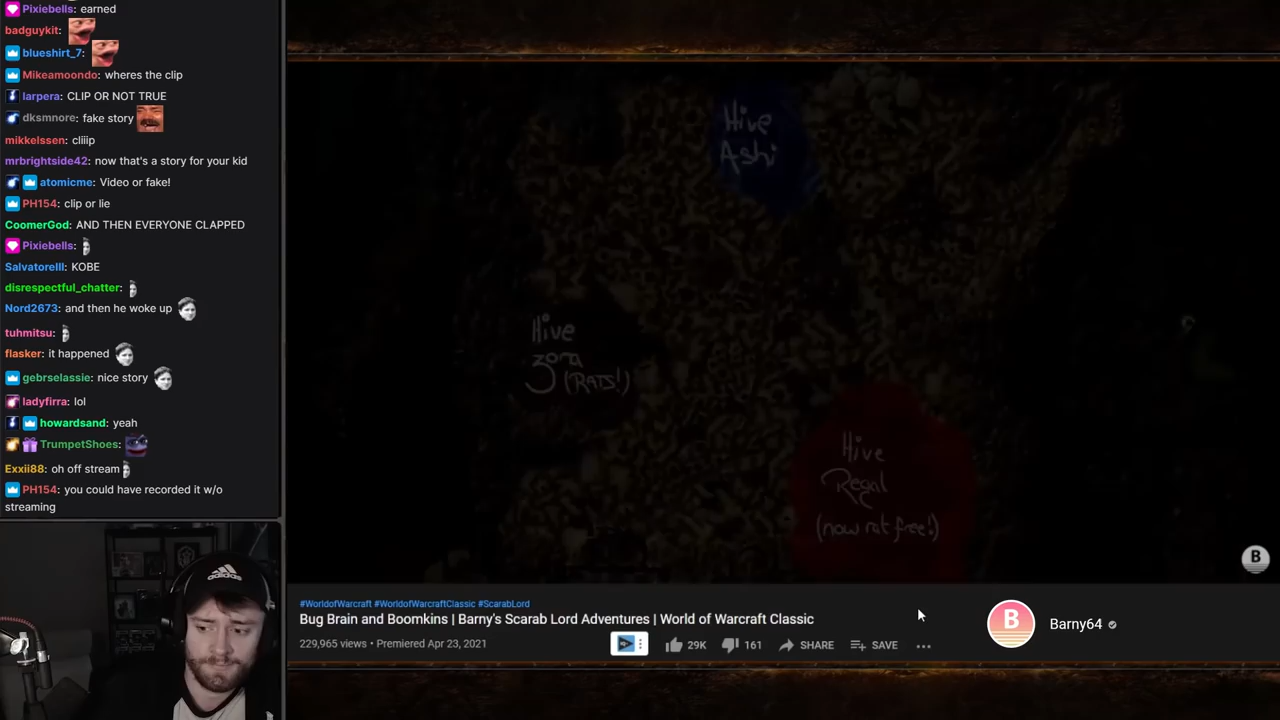 Pixiebells: earned
badguykit:
blueshirt_7:
Mikeamoondo: wheres the clip
larpera: CLIP OR NOT TRUE
dksmnore: fake story
mikkelssen: cliiip
mrbrightside42: now that's a story for your kid
atomicme: Video or fake!
PH154: clip or lie
CoomerGod: AND THEN EVERYONE CLAPPED
Pixiebells:
Salvatorelll: KOBE
disrespectful_chatter:
Nord2673: and then he woke up
tuhmitsu:
flasker: it happened
gebrselassie: nice story
ladyfirra: lol
howardsand: yeah
TrumpetShoes:
Exxii88: oh off stream
PH154: you could have recorded it w/o
streaming
adidas
Hive
Ashi
Hive
Zora
(RATS!)
Hive
Regal
(now rat free!)
B
#WorldofWarcraft #WorldofWarcraftClassic #ScarabLord
Bug Brain and Boomkins | Barny's Scarab Lord Adventures | World of Warcraft Classic
229,965 views • Premiered Apr 23, 2021
29K
161
SHARE
SAVE
B
Barny64